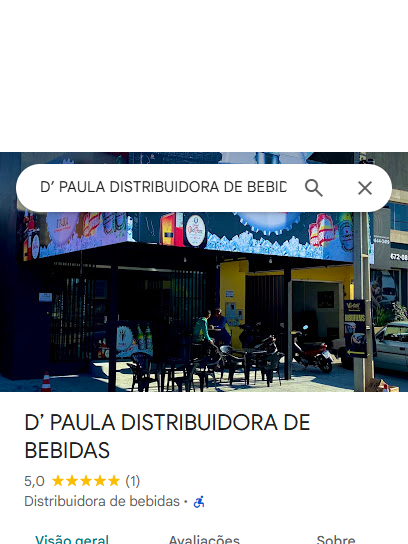 D’ PAULA DISTRIBUIDORA DE BEBID
D’ PAULA DISTRIBUIDORA DE
BEBIDAS
5,0 ★★★★★ (1)
Distribuidora de bebidas ·
Visão geral Avaliações Sobre